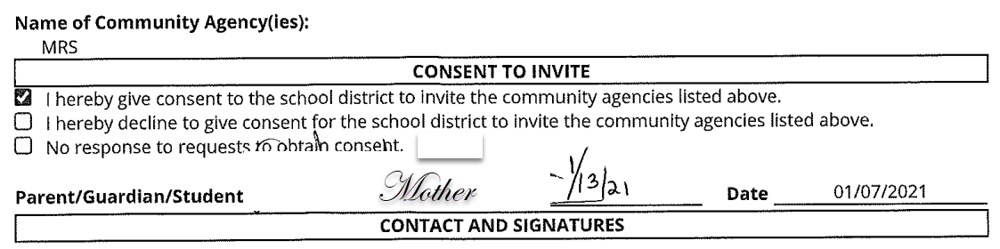 Name of Community Agency(ies):
MRS
CONSENT TO INVITE
☑ I hereby give consent to the school district to invite the community agencies listed above.
☐ I hereby decline to give consent for the school district to invite the community agencies listed above.
☐ No response to requests to obtain consent.
Parent/Guardian/Student Mother 1/13/21 Date 01/07/2021
CONTACT AND SIGNATURES